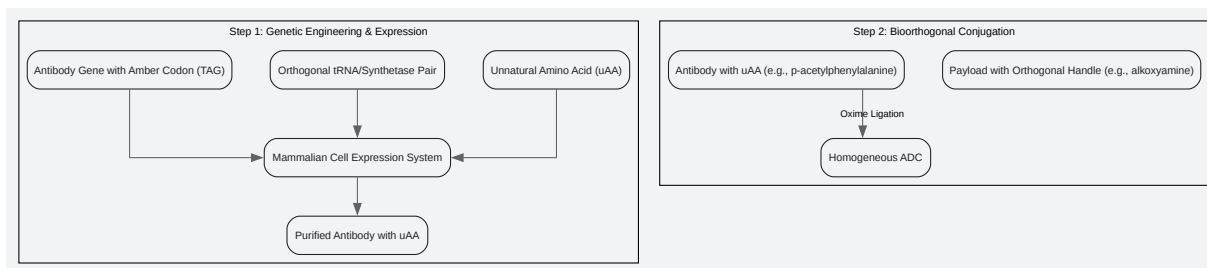 Step 1: Genetic Engineering & Expression
Antibody Gene with Amber Codon (TAG)
Orthogonal tRNA/Synthetase Pair
Unnatural Amino Acid (uAA)
Mammalian Cell Expression System
Purified Antibody with uAA
Step 2: Bioorthogonal Conjugation
Antibody with uAA (e.g., p-acetylphenylalanine)
Payload with Orthogonal Handle (e.g., alkoxyamine)
Oxime Ligation
Homogeneous ADC